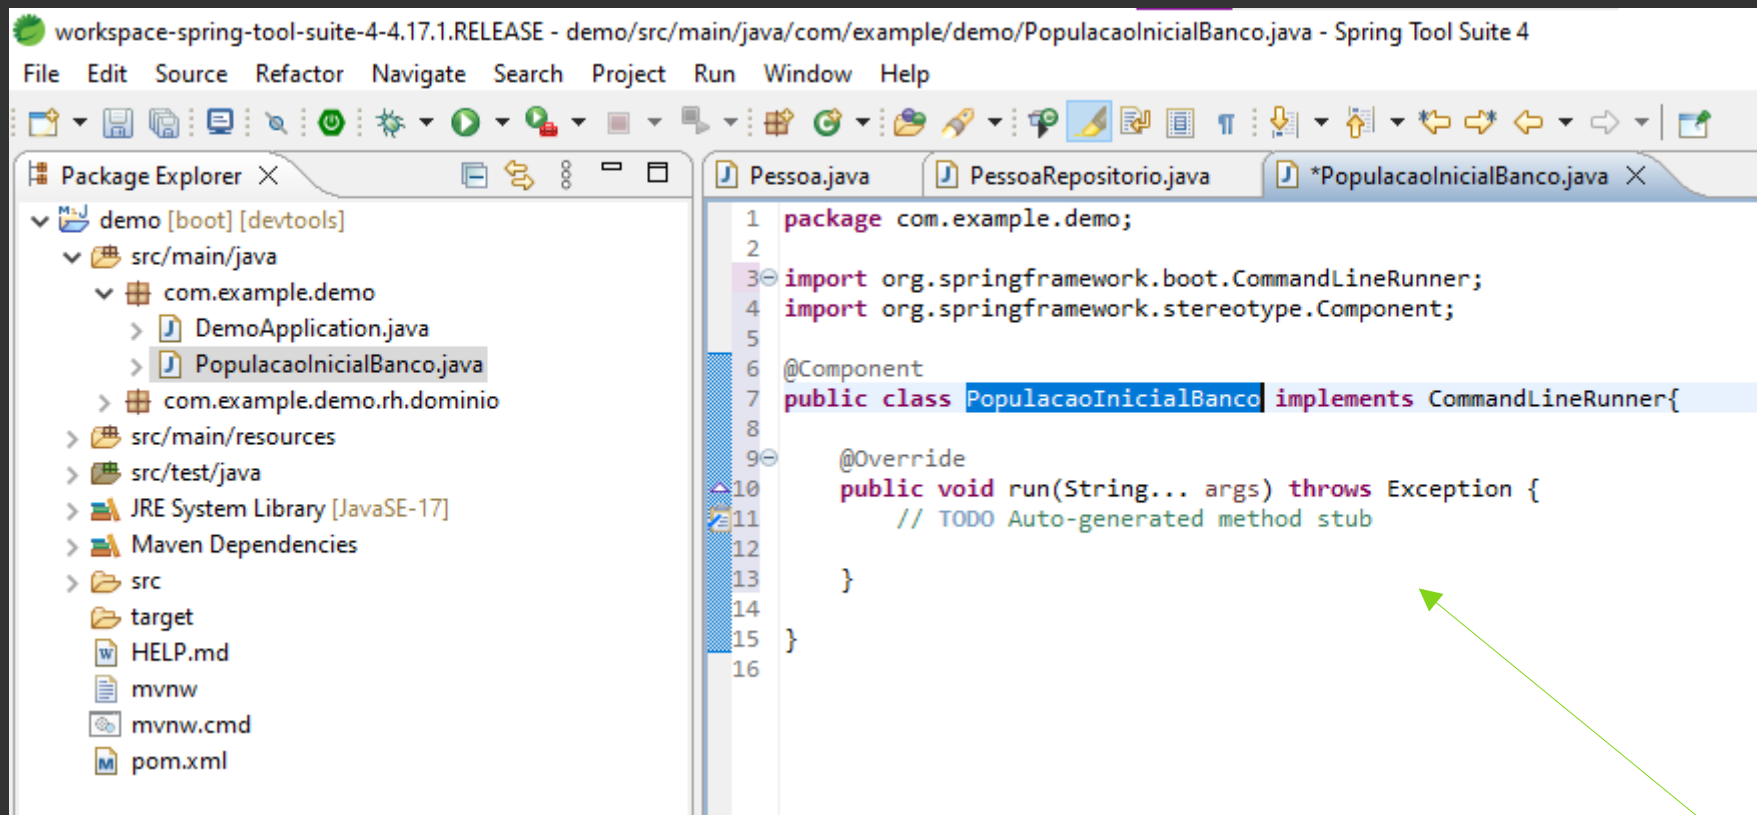 workspace-spring-tool-suite-4-4.17.1.RELEASE - demo/src/main/java/com/example/demo/PopulacaoInicialBanco.java - Spring Tool Suite 4
File Edit Source Refactor Navigate Search Project Run Window Help
Package Explorer
demo [boot] [devtools]
src/main/java
com.example.demo
DemoApplication.java
PopulacaoInicialBanco.java
com.example.demo.rh.dominio
src/main/resources
src/test/java
JRE System Library [JavaSE-17]
Maven Dependencies
src
target
HELP.md
mvnw
mvnw.cmd
pom.xml
Pessoa.java PessoaRepositorio.java *PopulacaoInicialBanco.java
1 package com.example.demo;
2
3 import org.springframework.boot.CommandLineRunner;
4 import org.springframework.stereotype.Component;
5
6 @Component
7 public class PopulacaoInicialBanco implements CommandLineRunner{
8
9 @Override
10 public void run(String... args) throws Exception {
11 // TODO Auto-generated method stub
12
13 }
14
15 }
16